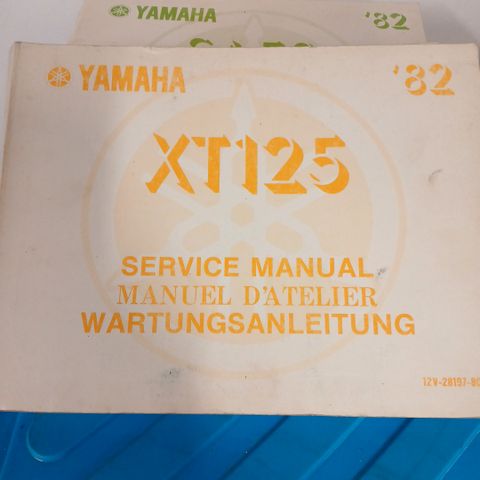 YAMAHA '82
YAMAHA '82
XT125
SERVICE MANUAL
MANUEL D'ATELIER
WARTUNGSANLEITUNG